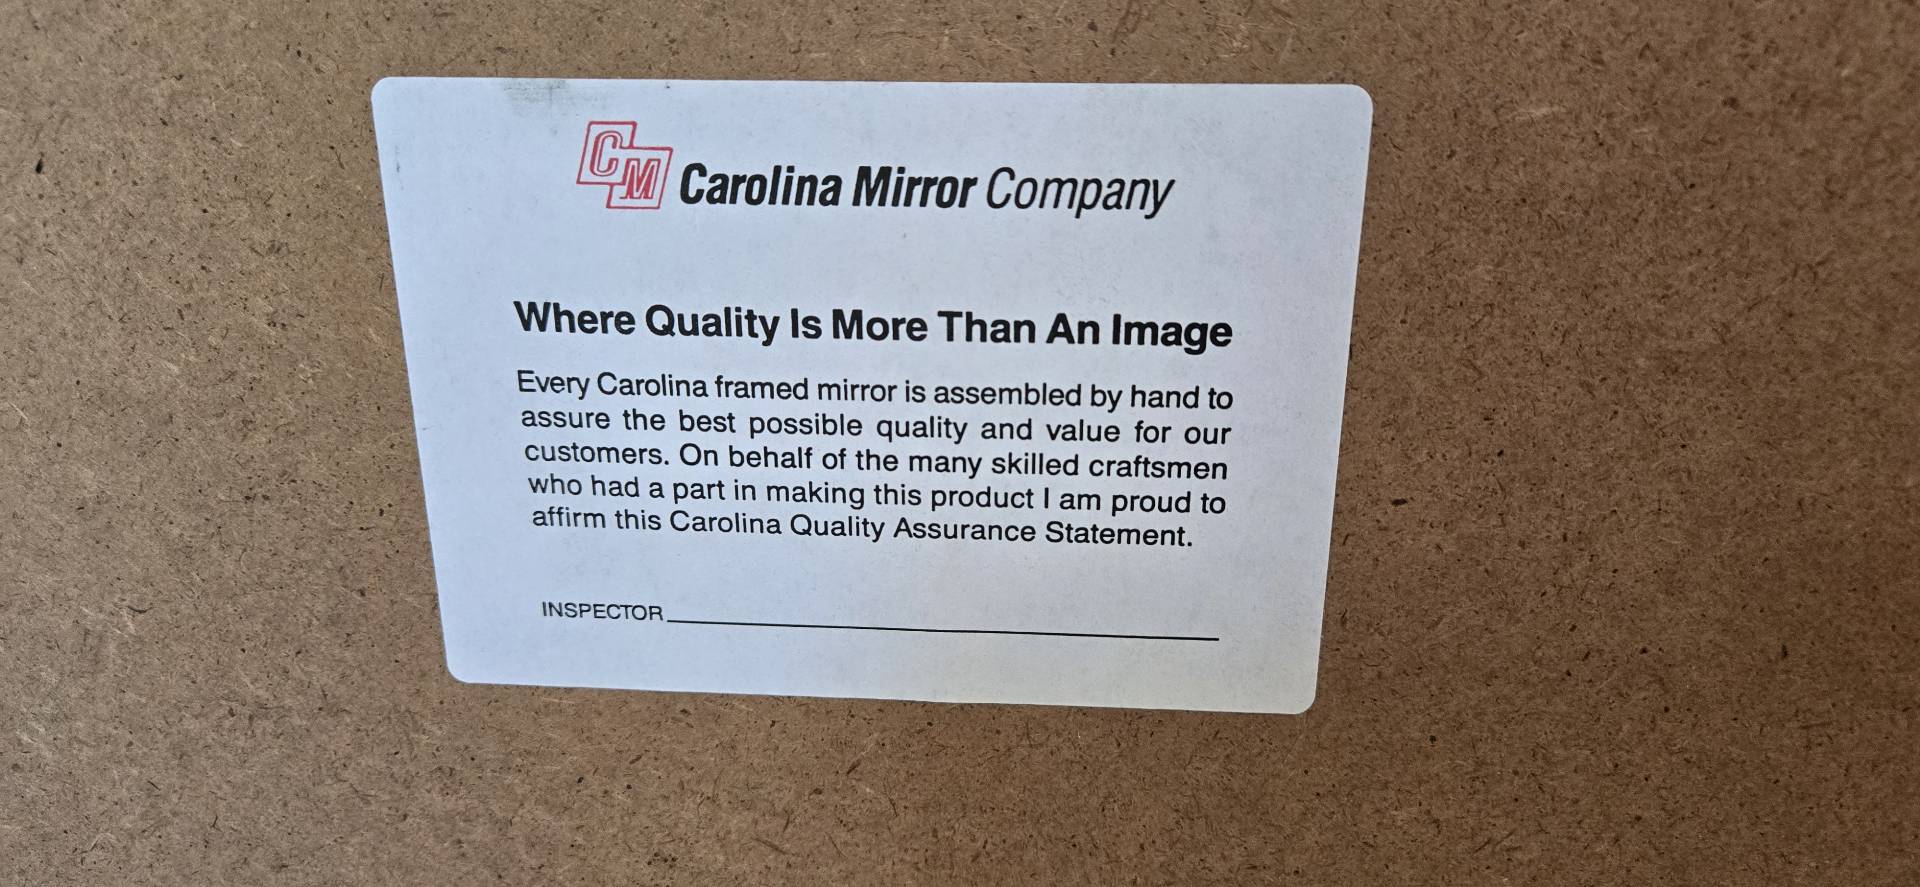 CM Carolina Mirror Company
Where Quality Is More Than An Image
Every Carolina framed mirror is assembled by hand to
assure the best possible quality and value for our
customers. On behalf of the many skilled craftsmen
who had a part in making this product I am proud to
affirm this Carolina Quality Assurance Statement.
INSPECTOR